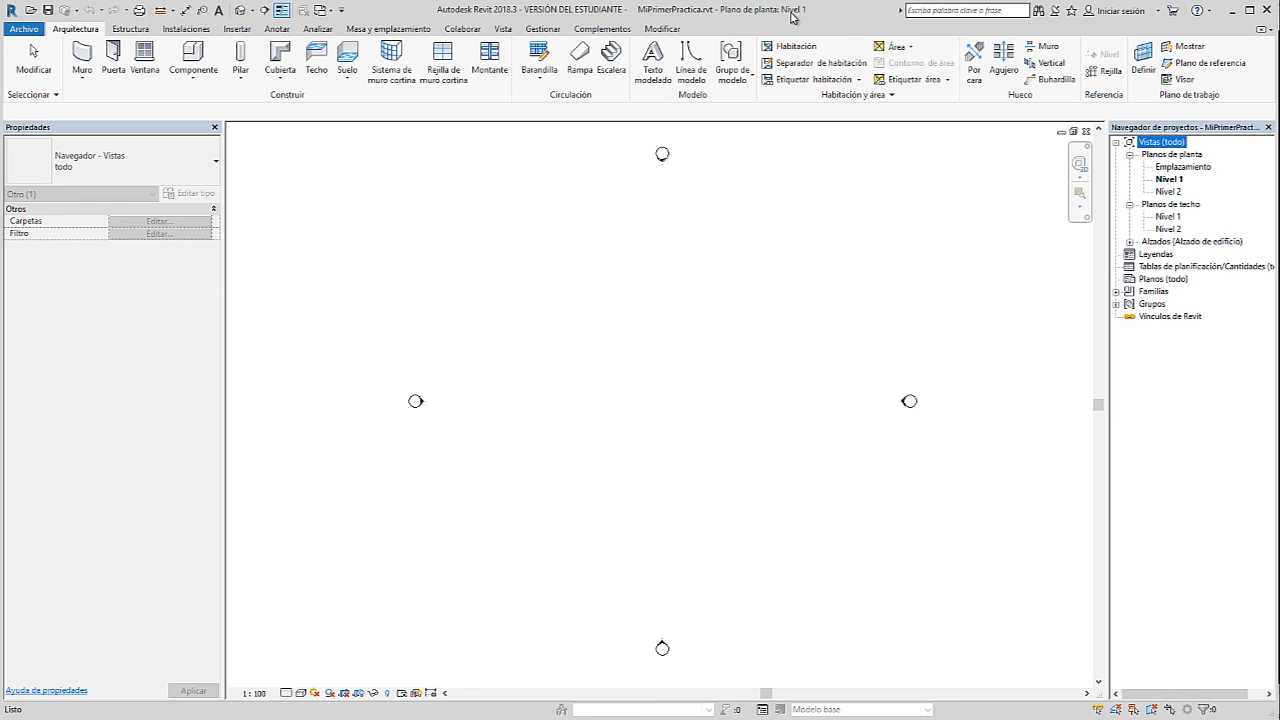 Autodesk Revit 2018.3 - VERSIÓN DEL ESTUDIANTE - MiPrimerPractica.rvt - Plano de planta: Nivel 1
Escriba palabra clave o frase
Iniciar sesión
Archivo Arquitectura Estructura Instalaciones Insertar Anotar Analizar Masa y emplazamiento Colaborar Vista Gestionar Complementos Modificar
Modificar
Seleccionar
Muro Puerta Ventana Componente Pilar Cubierta Techo Suelo Sistema de muro cortina Rejilla de muro cortina Montante
Construir
Barandilla Rampa Escalera
Circulación
Texto modelado Línea de modelo Grupo de modelo
Modelo
Habitación
Separador de habitación
Etiquetar habitación
Área
Contorno de área
Etiquetar área
Habitación y área
Por cara
Agujero
Muro
Vertical
Buhardilla
Hueco
Nivel
Rejilla
Referencia
Definir
Mostrar
Plano de referencia
Visor
Plano de trabajo
Propiedades
Navegador - Vistas
todo
Otro (1)
Editar tipo
Otros
Carpetas Editar...
Filtro Editar...
Ayuda de propiedades
Aplicar
1 : 100
Navegador de proyectos - MiPrimerPract...
Vistas (todo)
Planos de planta
Emplazamiento
Nivel 1
Nivel 2
Planos de techo
Nivel 1
Nivel 2
Alzados (Alzado de edificio)
Leyendas
Tablas de planificación/Cantidades (t
Planos (todo)
Familias
Grupos
Vínculos de Revit
Listo
:0
Modelo base
:0